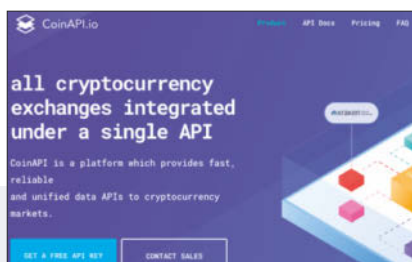 CoinAPI.io
Products API Docs Pricing FAQ
all cryptocurrency
exchanges integrated
under a single API
CoinAPI is a platform which provides fast,
reliable
and unified data APIs to cryptocurrency
markets.
GET A FREE API KEY CONTACT SALES